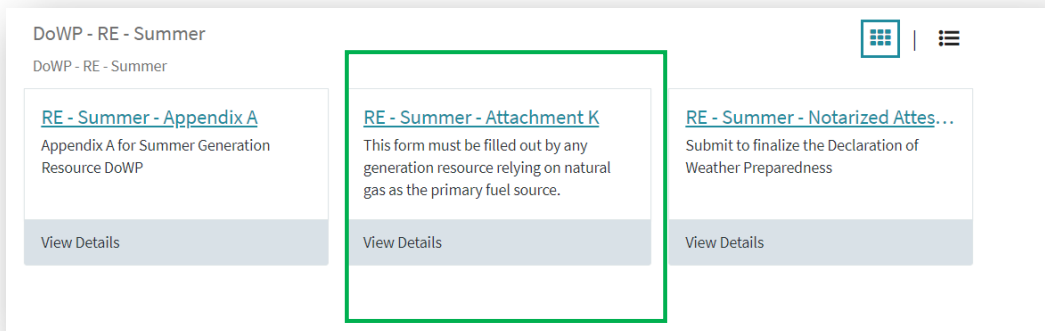 DoWP - RE - Summer
DoWP - RE - Summer
RE - Summer - Appendix A
Appendix A for Summer Generation
Resource DoWP
View Details
RE - Summer - Attachment K
This form must be filled out by any
generation resource relying on natural
gas as the primary fuel source.
View Details
RE - Summer - Notarized Attes...
Submit to finalize the Declaration of
Weather Preparedness
View Details